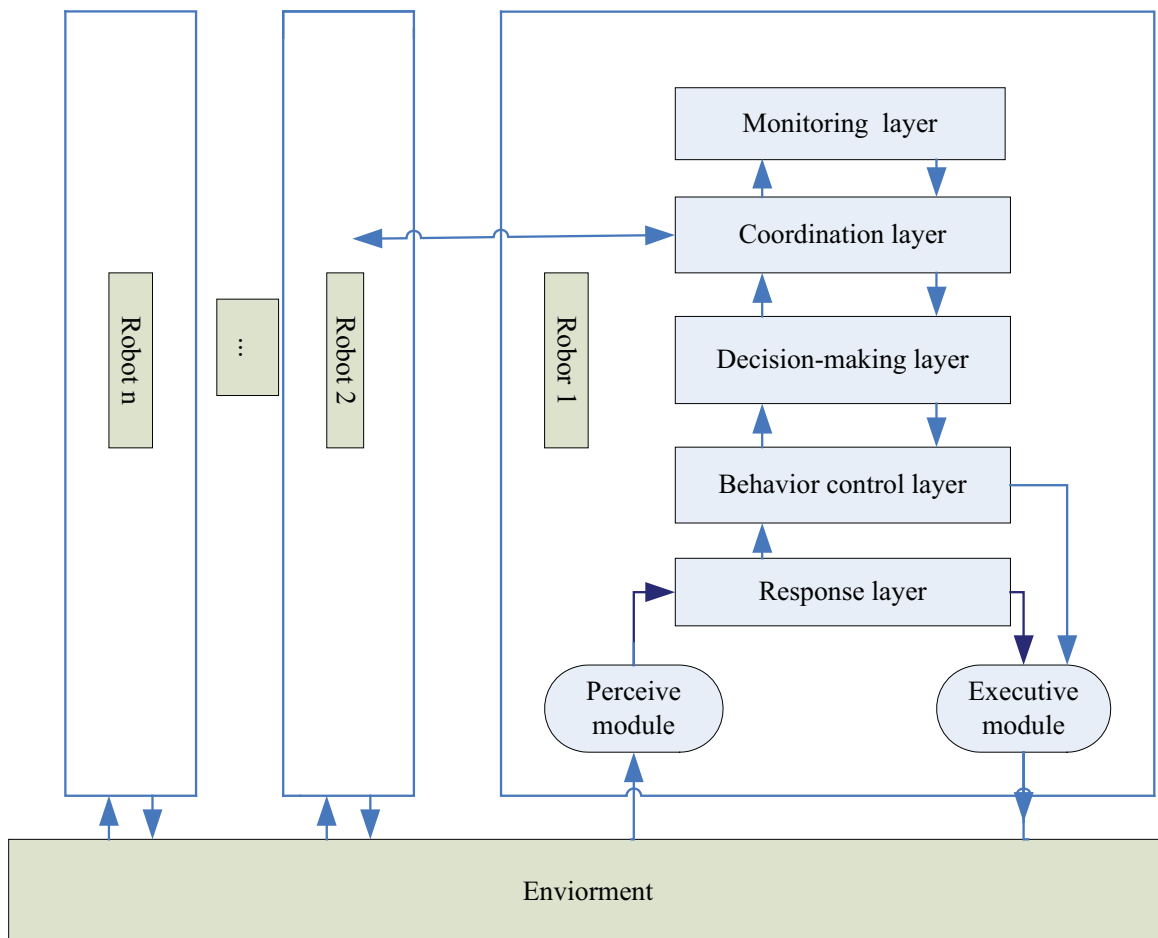 Monitoring layer
Coordination layer
Robot n
...
Robot 2
Robor 1
Decision-making layer
Behavior control layer
Response layer
Perceive
module
Executive
module
Enviorment